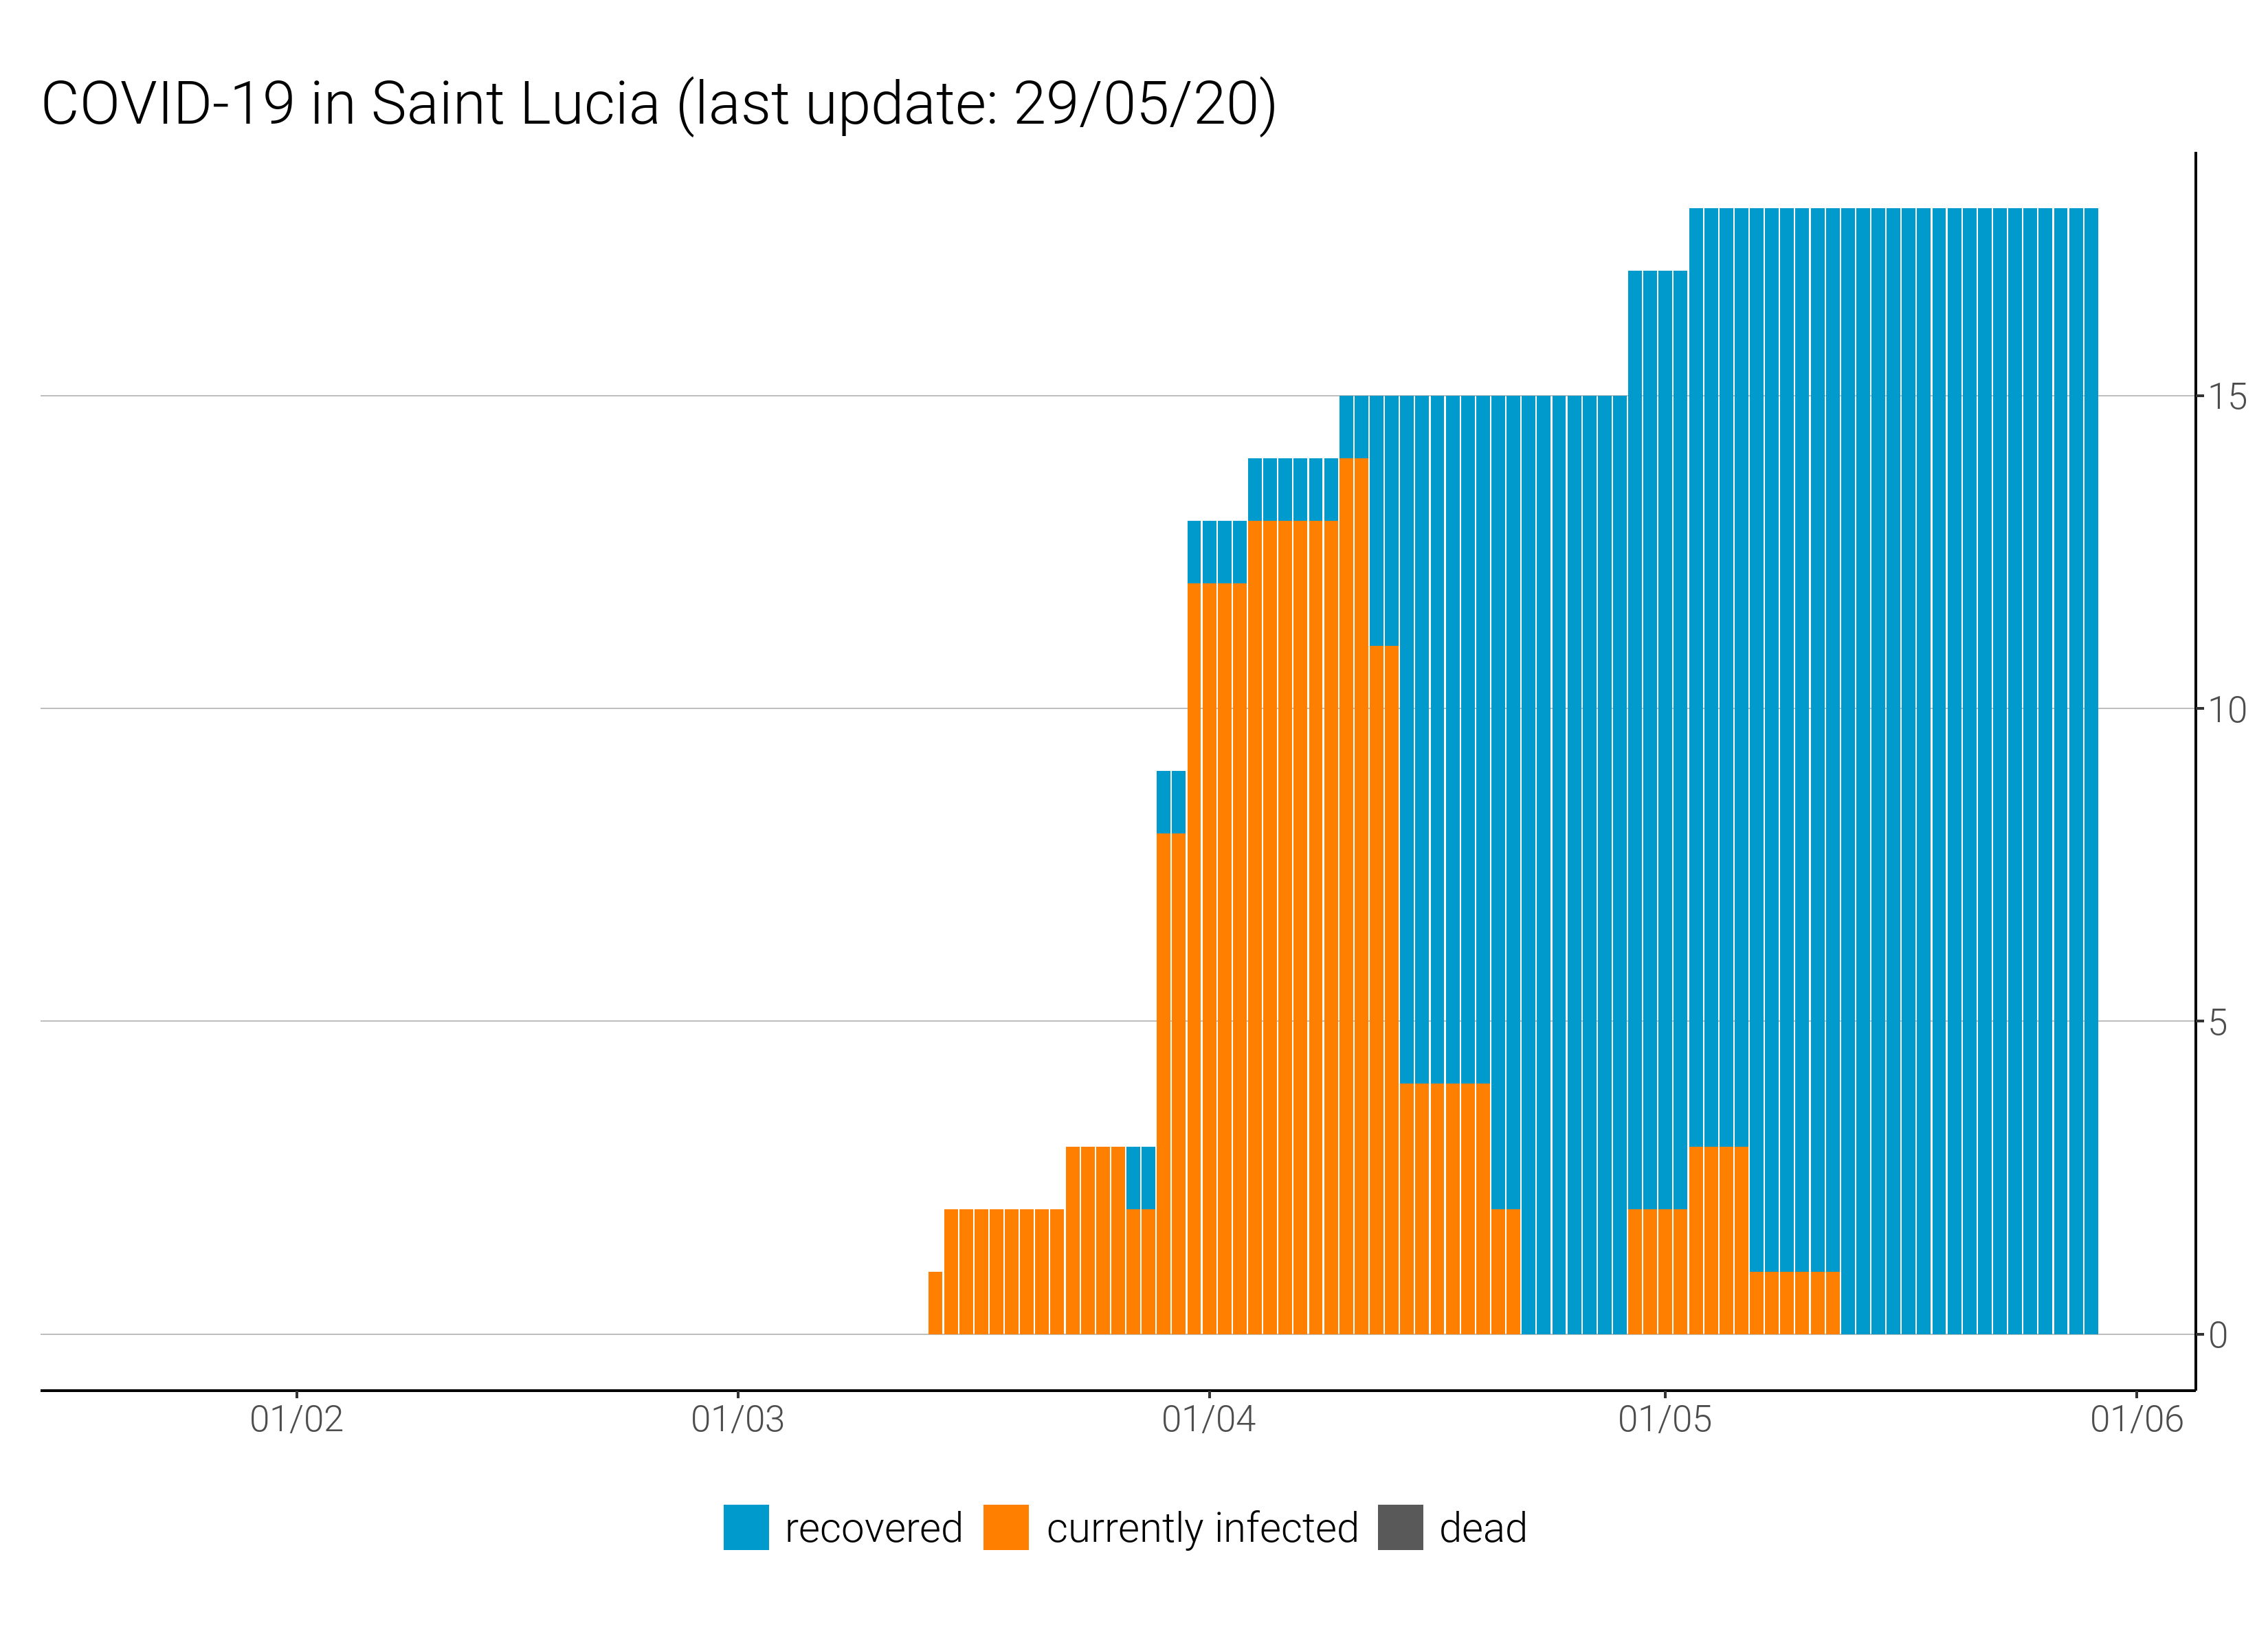 COVID-19 in Saint Lucia (last update: 29/05/20)
15
10
5
0
01/02 01/03 01/04 01/05 01/06
recovered currently infected dead